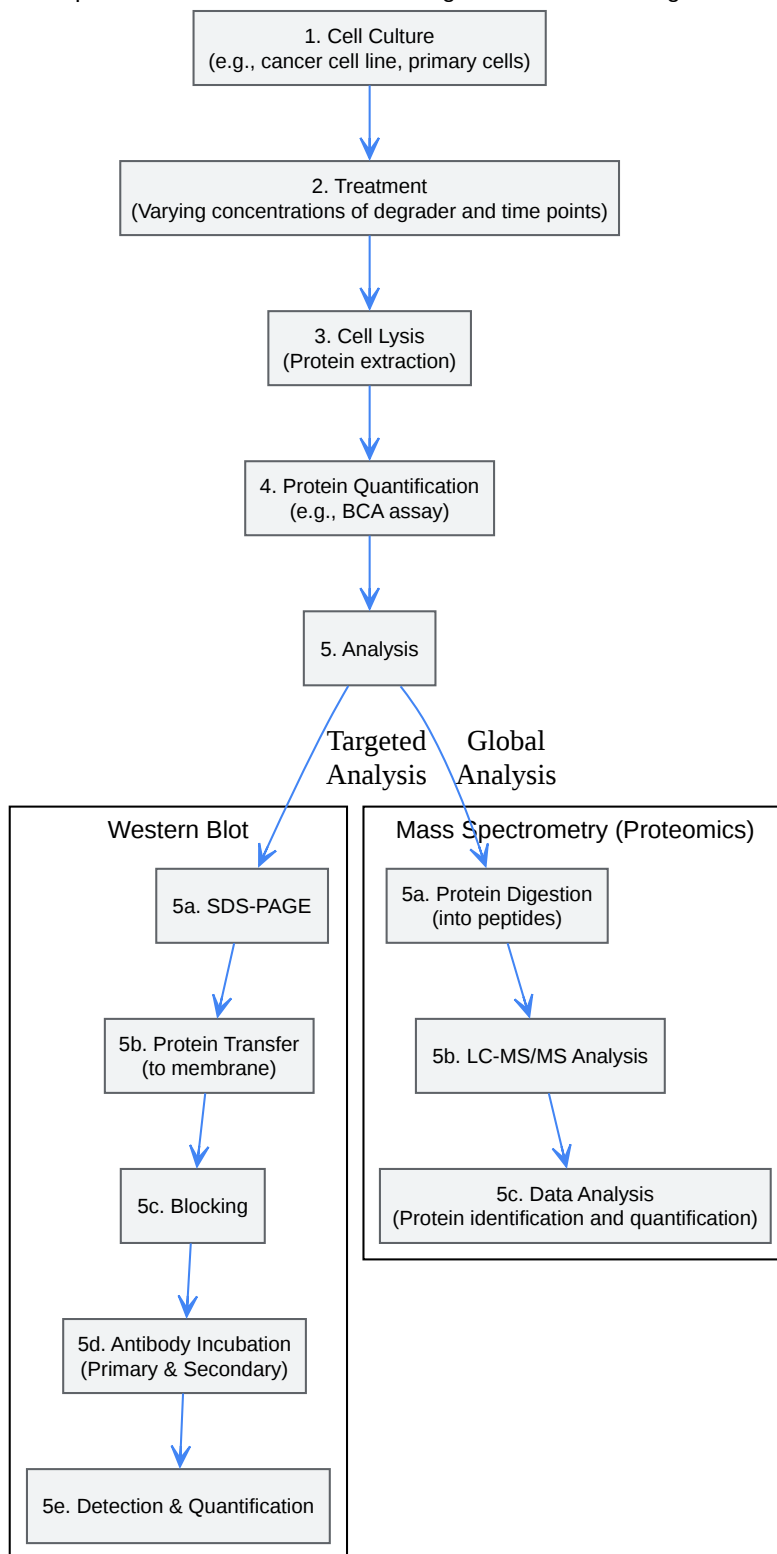 1. Cell Culture
(e.g., cancer cell line, primary cells)
2. Treatment
(Varying concentrations of degrader and time points)
3. Cell Lysis
(Protein extraction)
4. Protein Quantification
(e.g., BCA assay)
5. Analysis
Targeted
Analysis
Global
Analysis
Western Blot
5a. SDS-PAGE
5b. Protein Transfer
(to membrane)
5c. Blocking
5d. Antibody Incubation
(Primary & Secondary)
5e. Detection & Quantification
Mass Spectrometry (Proteomics)
5a. Protein Digestion
(into peptides)
5b. LC-MS/MS Analysis
5c. Data Analysis
(Protein identification and quantification)